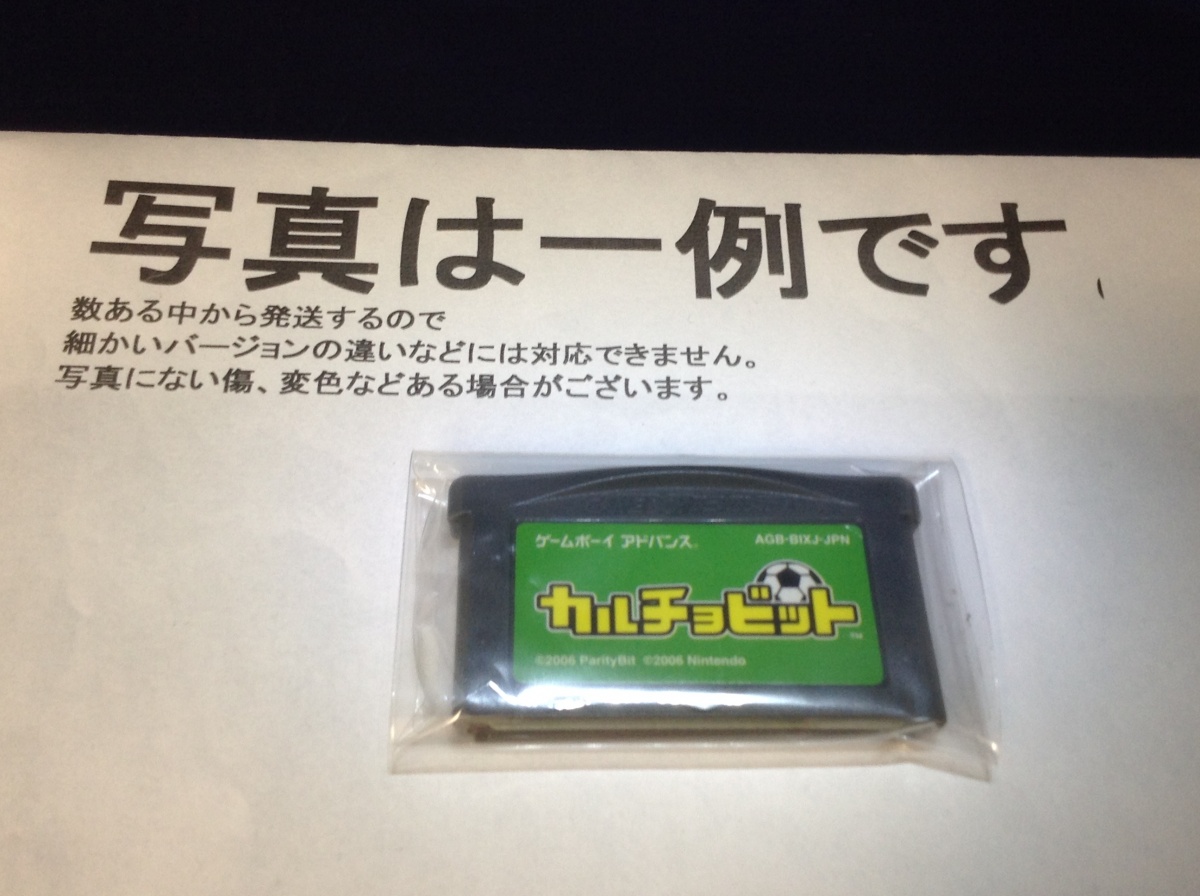 写真は一例です
数ある中から発送するので
細かいバージョンの違いなどには対応できません。
写真にない傷、変色などある場合がございます。
ゲームボーイ アドバンス。 AGB-BIXJ-JPN
カルチョビット™
©2006 ParityBit ©2006 Nintendo